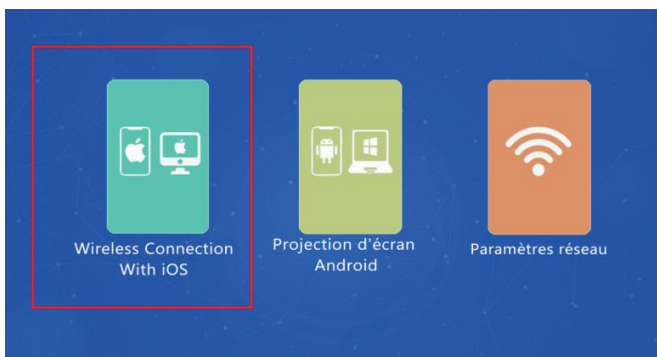 Wireless Connection
With iOS
Projection d'écran
Android
Paramètres réseau